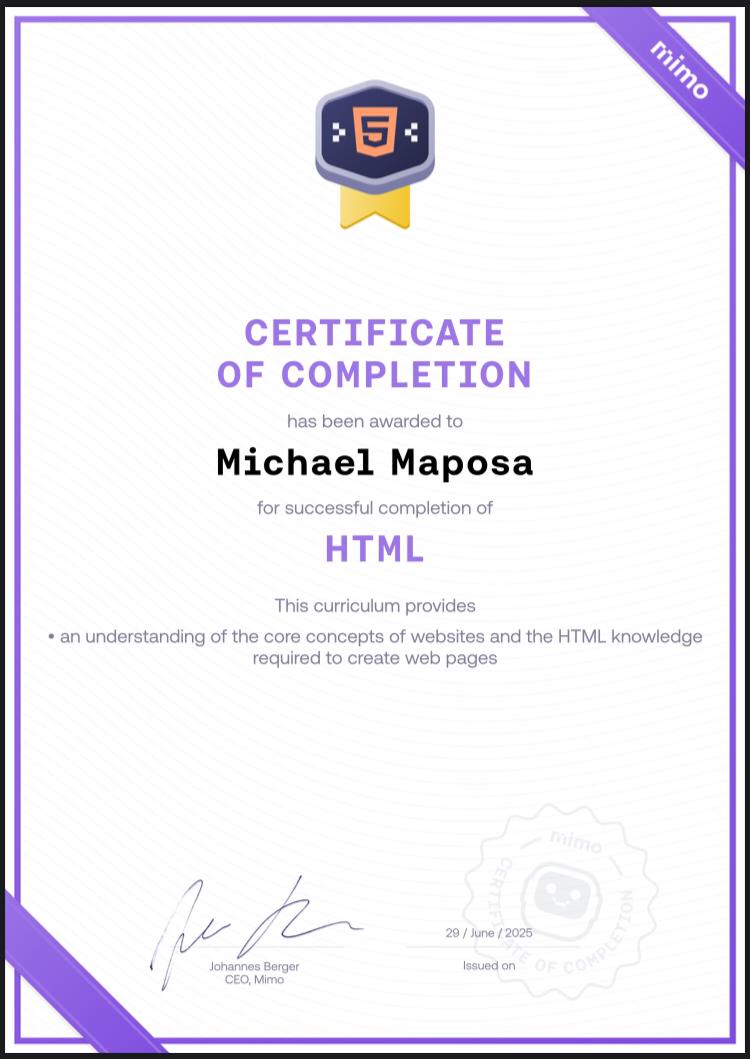 mimo
5
CERTIFICATE
OF COMPLETION
has been awarded to
Michael Maposa
for successful completion of
HTML
This curriculum provides
• an understanding of the core concepts of websites and the HTML knowledge
required to create web pages
mimo
CERTIFICATE OF COMPLETION
29 / June / 2025
Johannes Berger
CEO, Mimo
Issued on